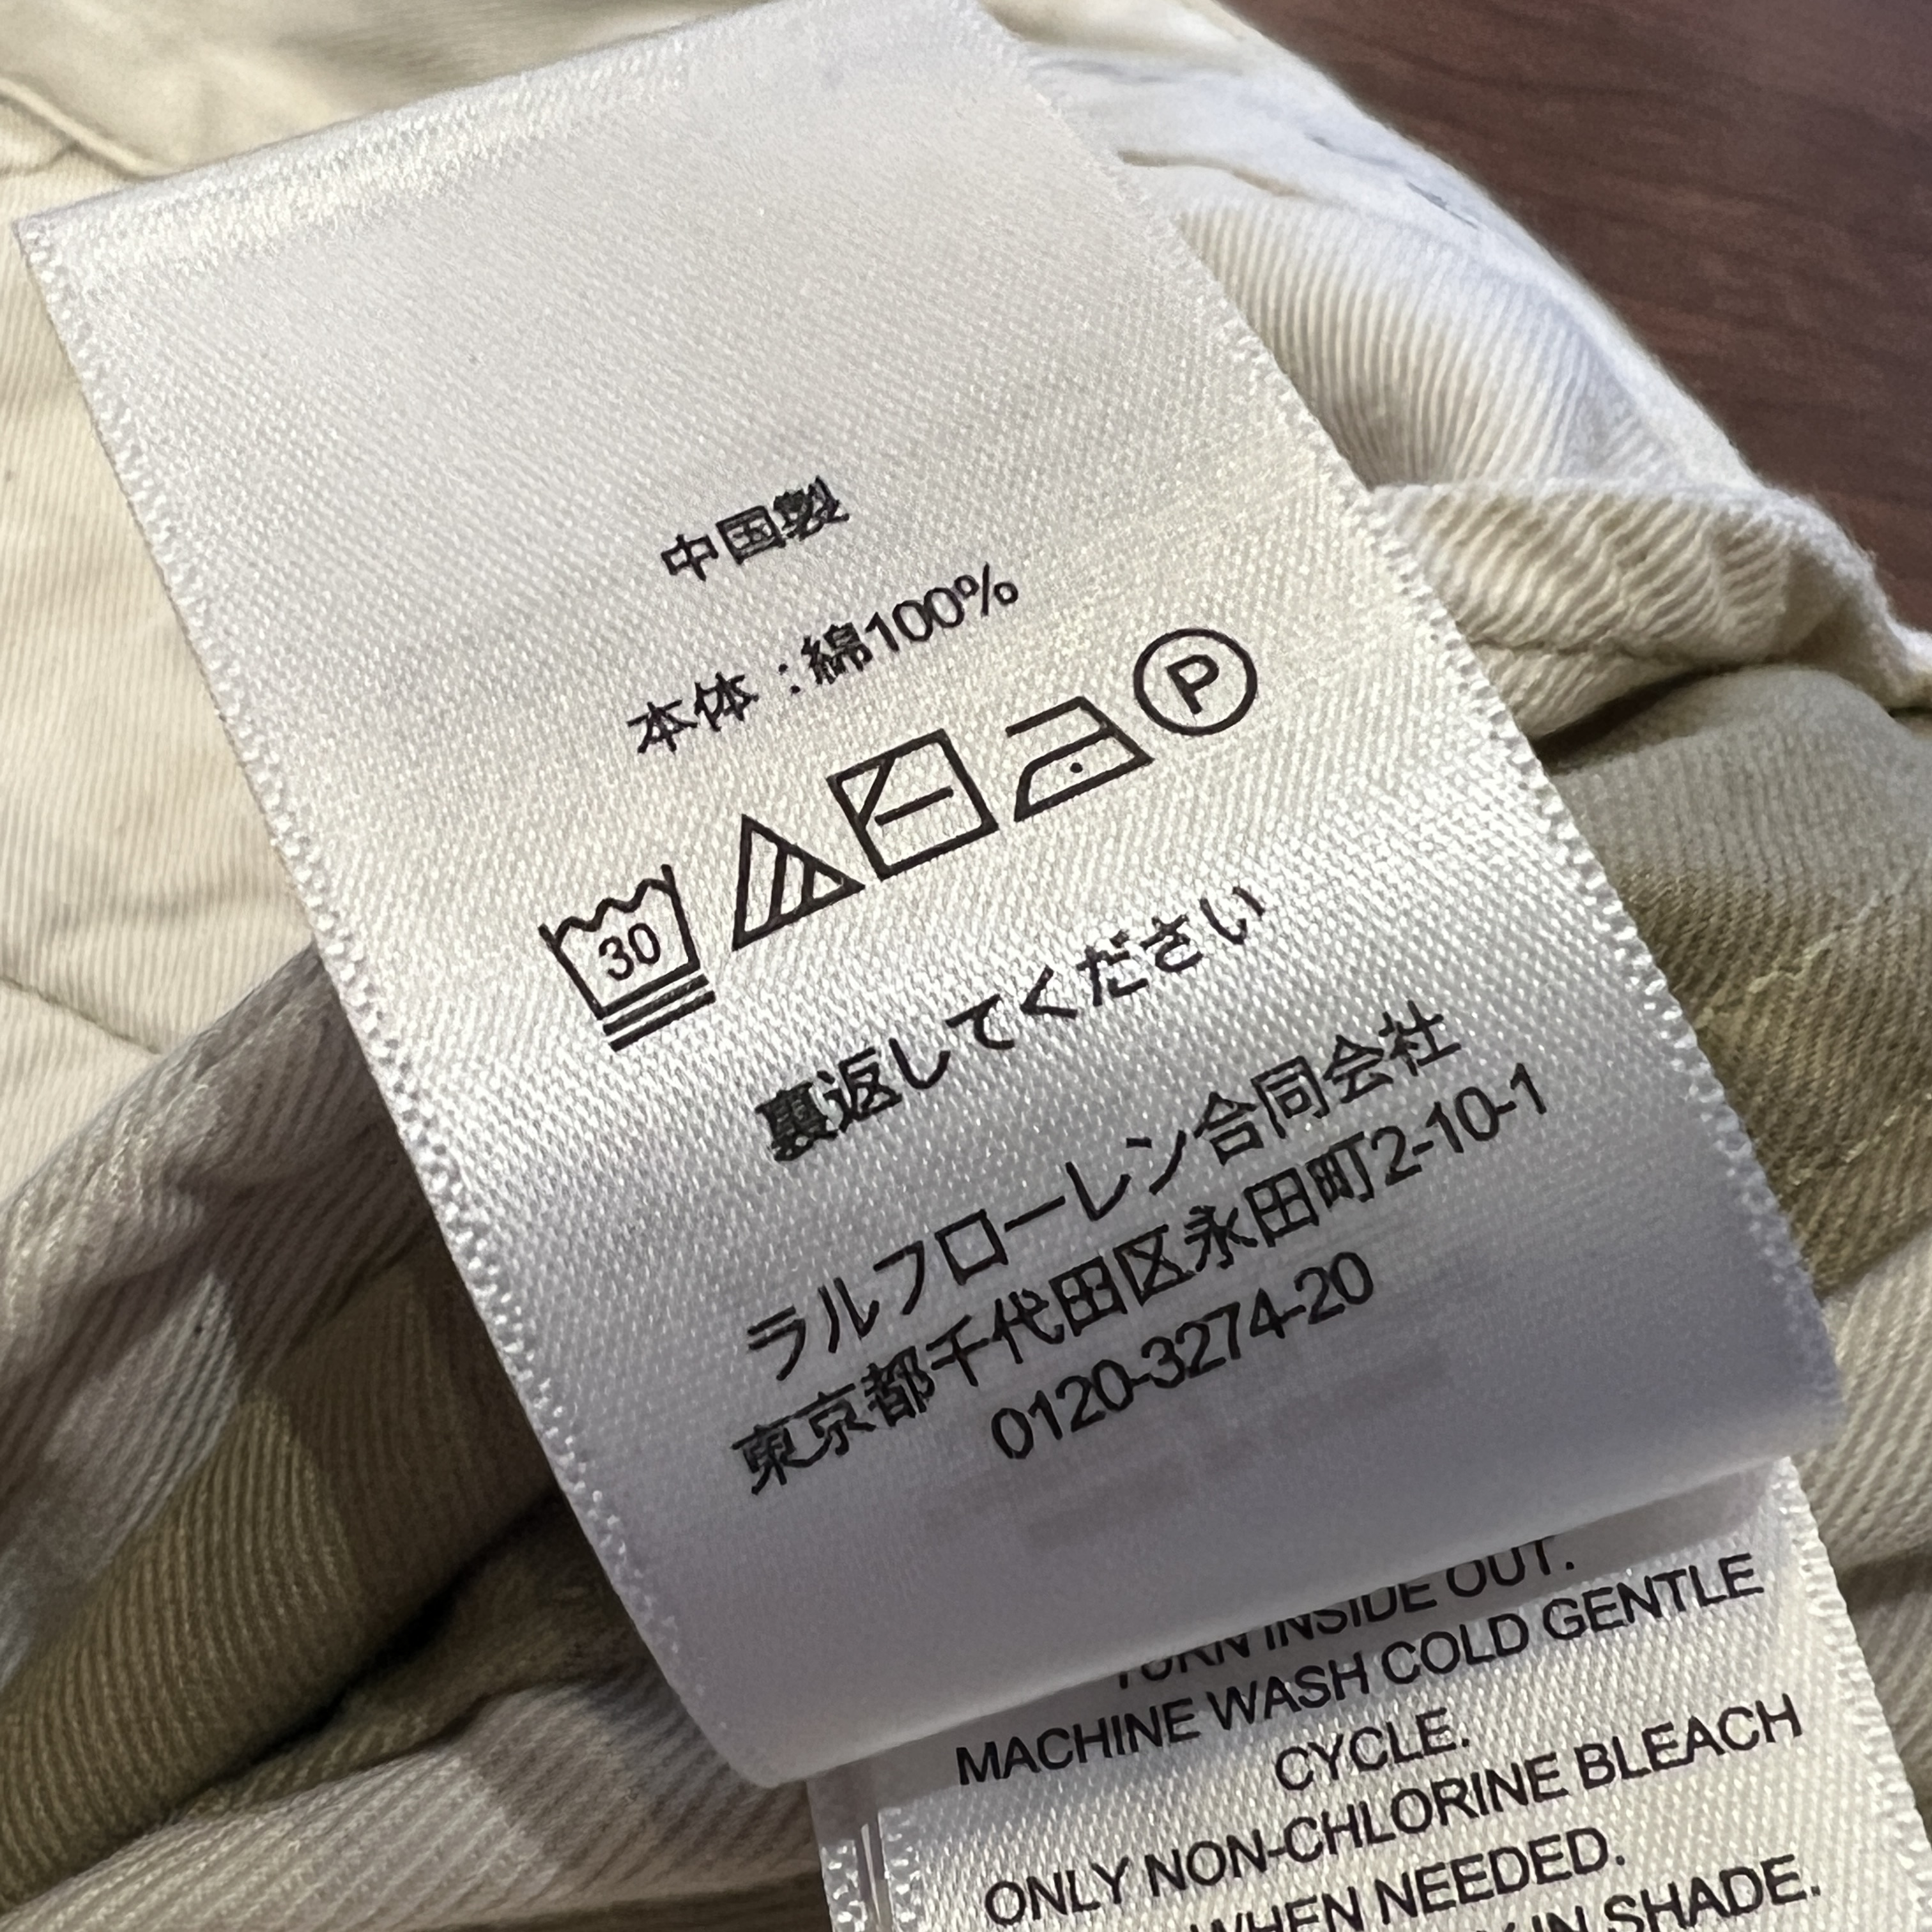 中国製
本体 : 綿100%
30
P
裏返してください
ラルフローレン合同会社
東京都千代田区永田町2-10-1
0120-3274-20
TURN INSIDE OUT.
MACHINE WASH COLD GENTLE
CYCLE.
ONLY NON-CHLORINE BLEACH
WHEN NEEDED.
IN SHADE.